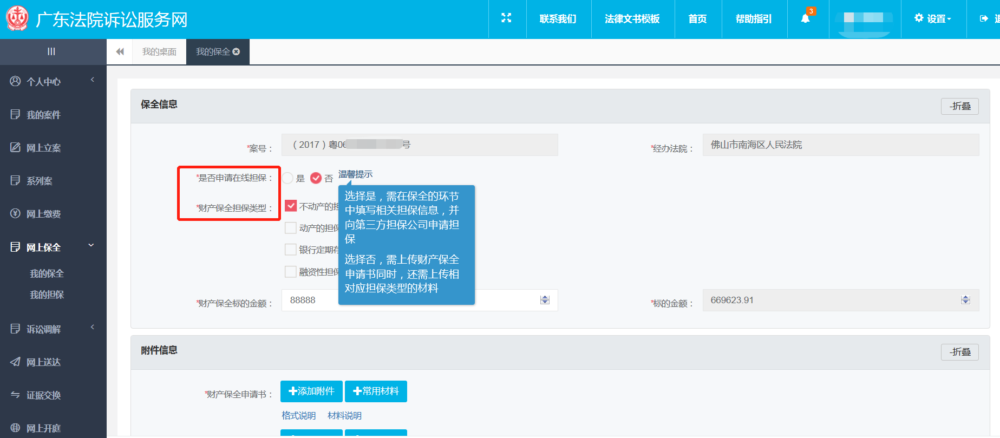 广东法院诉讼服务网
联系我们
法律文书模板
首页
帮助指引
3
设置
我的桌面
我的保全
个人中心
我的案件
网上立案
系列案
网上缴费
网上保全
我的保全
我的担保
诉讼调解
网上送达
证据交换
网上开庭
保全信息
-折叠
*案号：
（2017）粤06
号
*经办法院：
佛山市南海区人民法院
*是否申请在线担保：
是
否
温馨提示
选择是，需在保全的环节
中填写相关担保信息，并
向第三方担保公司申请担
保
选择否，需上传财产保全
申请书同时，还需上传相
对应担保类型的材料
*财产保全担保类型：
不动产的担
动产的担保
银行定期存
融资性担保
*财产保全标的金额：
88888
*标的金额：
669623.91
附件信息
-折叠
*财产保全申请书：
添加附件
常用材料
格式说明
材料说明